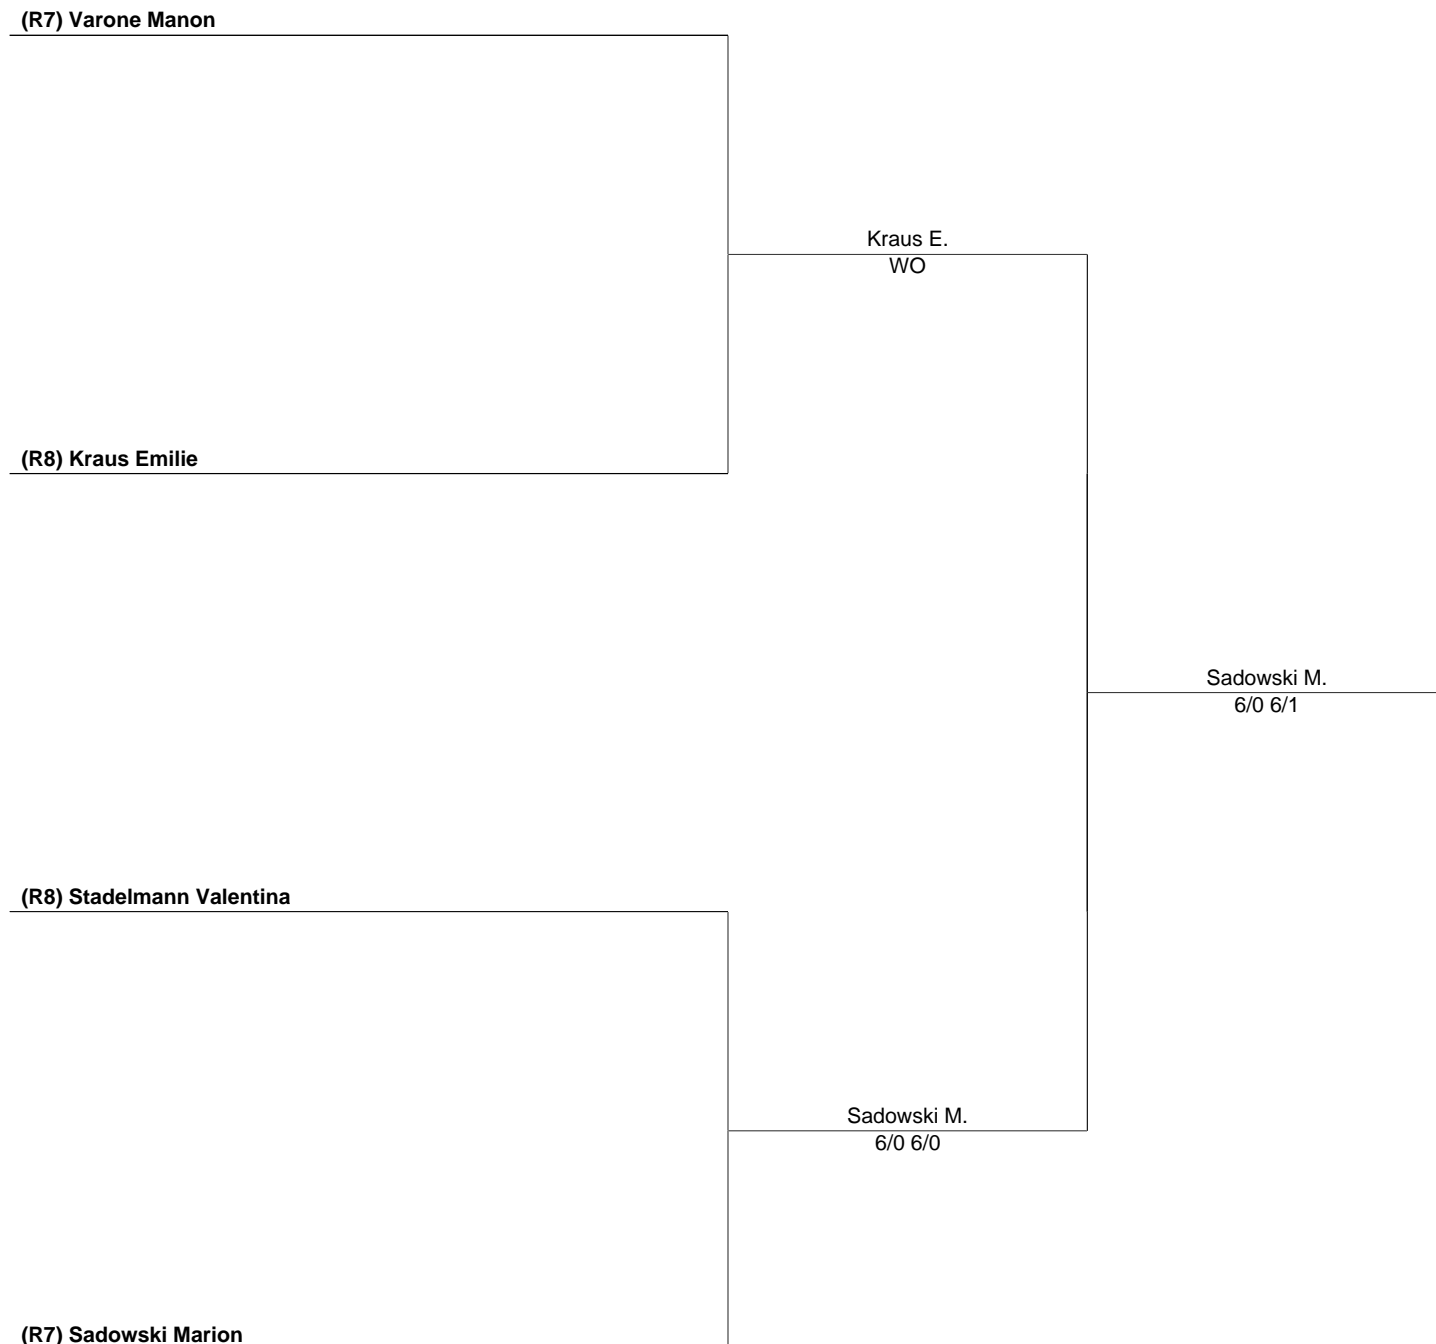 (R7) Varone Manon
Kraus E.
WO
(R8) Kraus Emilie
Sadowski M.
6/0 6/1
(R8) Stadelmann Valentina
Sadowski M.
6/0 6/0
(R7) Sadowski Marion